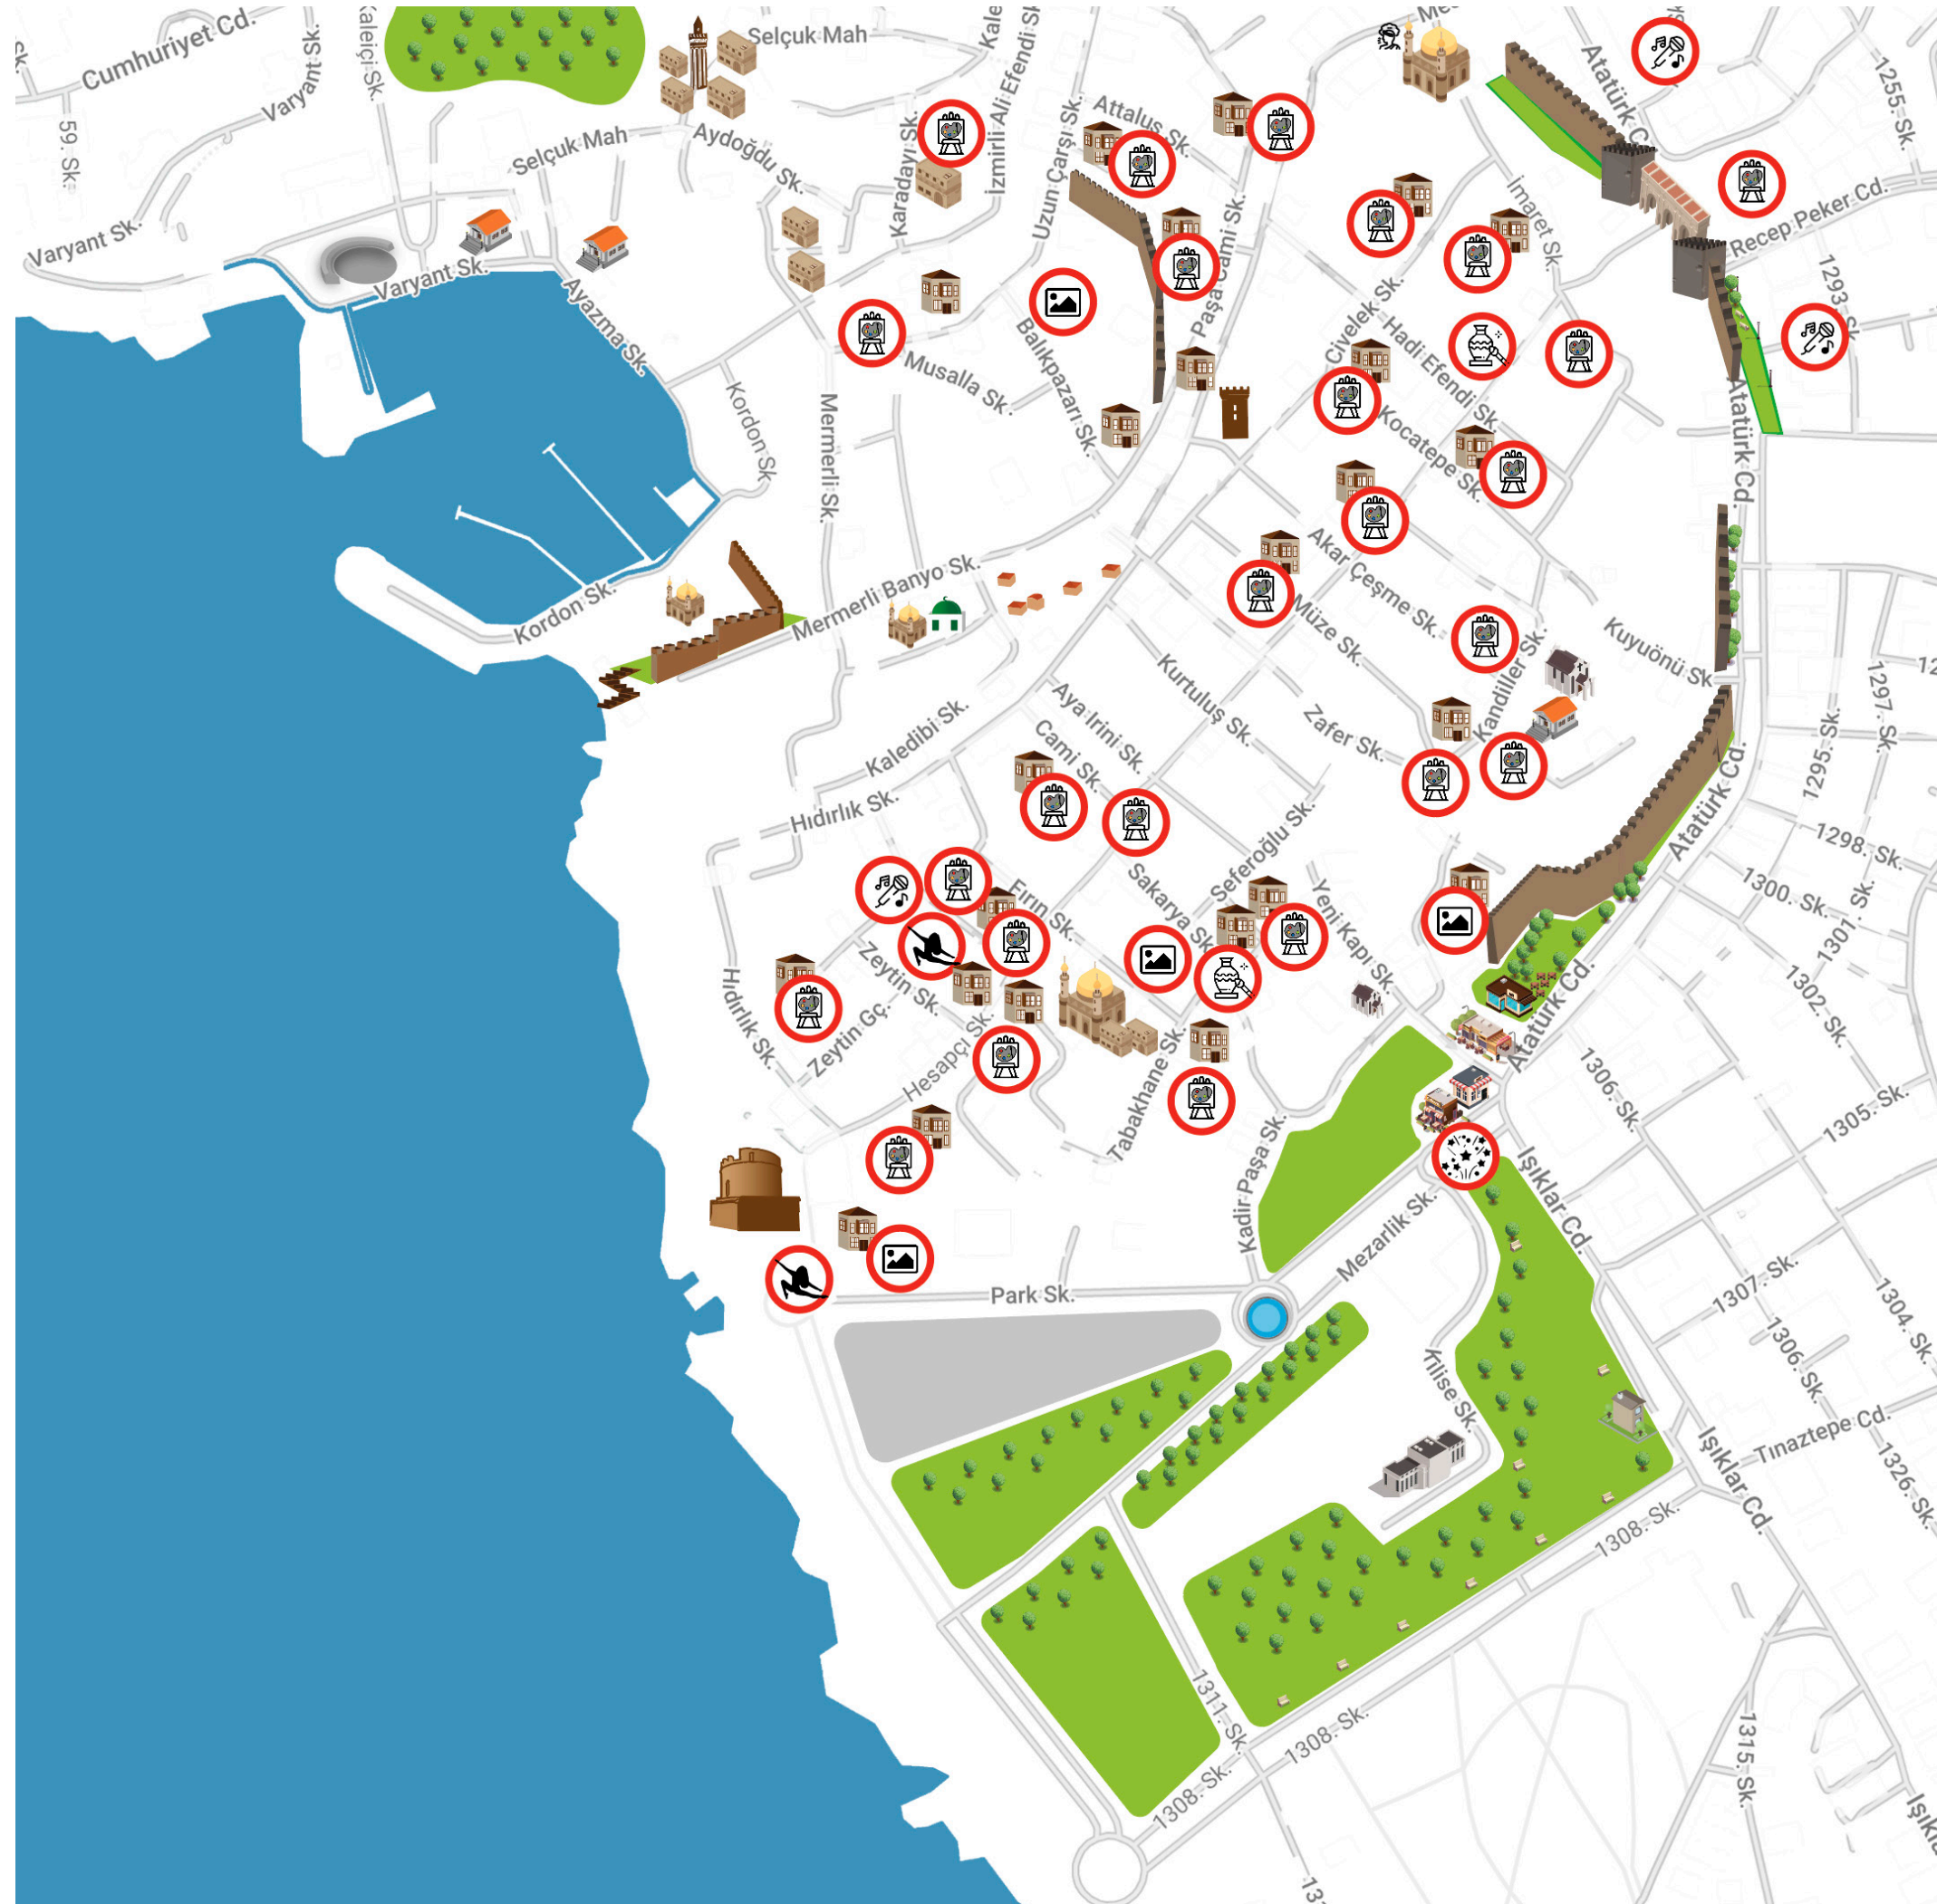 Cumhuriyet Cd.
Varyant Sk.
59. Sk.
Varyant Sk.
Selçuk Mah
Selçuk Mah
Aydoğdu Sk.
Karadayı Sk.
İzmirli Ali Efendi Sk
Uzun Çarşı Sk.
Attalus Sk.
Paşa Cami Sk.
İmaret Sk.
Atatürk C
1255. Sk
Recep Peker Cd.
1293 Sk
Varyant Sk.
Ayazma Sk.
Musalla Sk.
Balıkpazarı Sk.
Civelek Sk.
Hadi Efendi Sk.
Kocatepe Sk.
Atatürk Cd.
Kordon Sk
Mermerli Sk.
Kordon Sk.
Mermerli Banyo Sk.
Akar Çeşme Sk.
Müze Sk.
Kandiller Sk.
Kuyuönü Sk
Kurtuluş Sk.
Zafer Sk.
Aya Irini Sk.
Cami Sk.
Kaledibi Sk.
Hıdırlık Sk.
1297. Sk
1295. Sk.
Atatürk Cd.
1298. Sk.
1300. Sk.
1301. Sk.
1302. Sk.
Seferoğlu Sk.
Sakarya Sk.
Yeni Kapı Sk.
Fırın Sk.
Zeytin Sk.
Zeytin Gç.
Hıdırlık Sk.
Hesapçı Sk.
Tabakhane Sk.
Atatürk Cd.
1306. Sk.
1305. Sk.
Kadir Paşa Sk.
Işıklar Cd.
Mezarlik Sk.
Park Sk.
1307. Sk.
1304. Sk.
1306. Sk.
Kilise Sk.
Tınaztepe Cd.
Işıklar Cd.
1326. Sk.
1308. Sk.
1311. Sk.
1308. Sk.
1308. Sk.
1315. Sk.